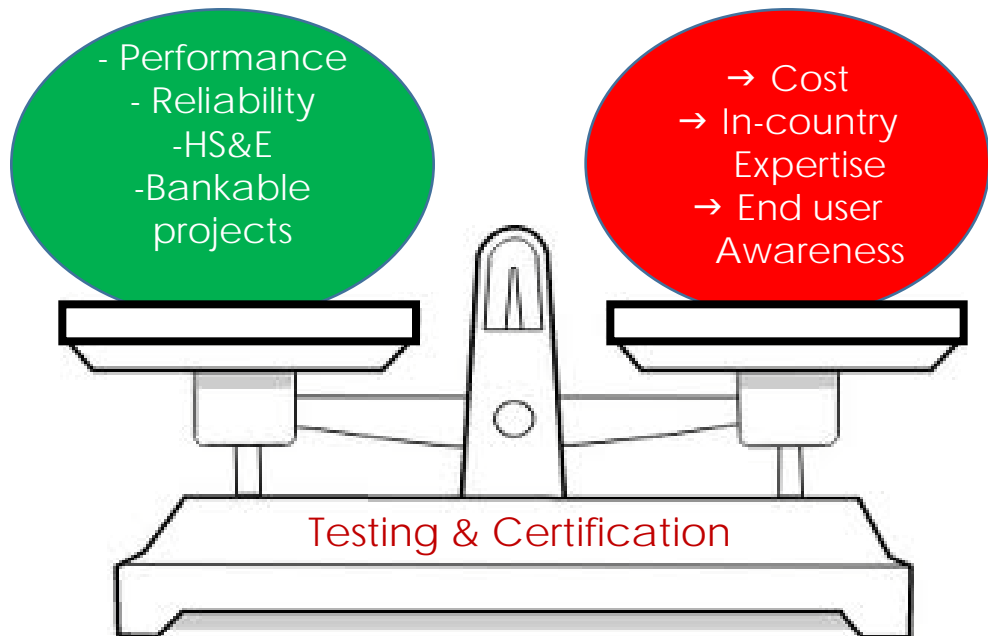 - Performance
- Reliability
-HS&E
-Bankable
projects
→ Cost
→ In-country
Expertise
→ End user
Awareness
Testing & Certification